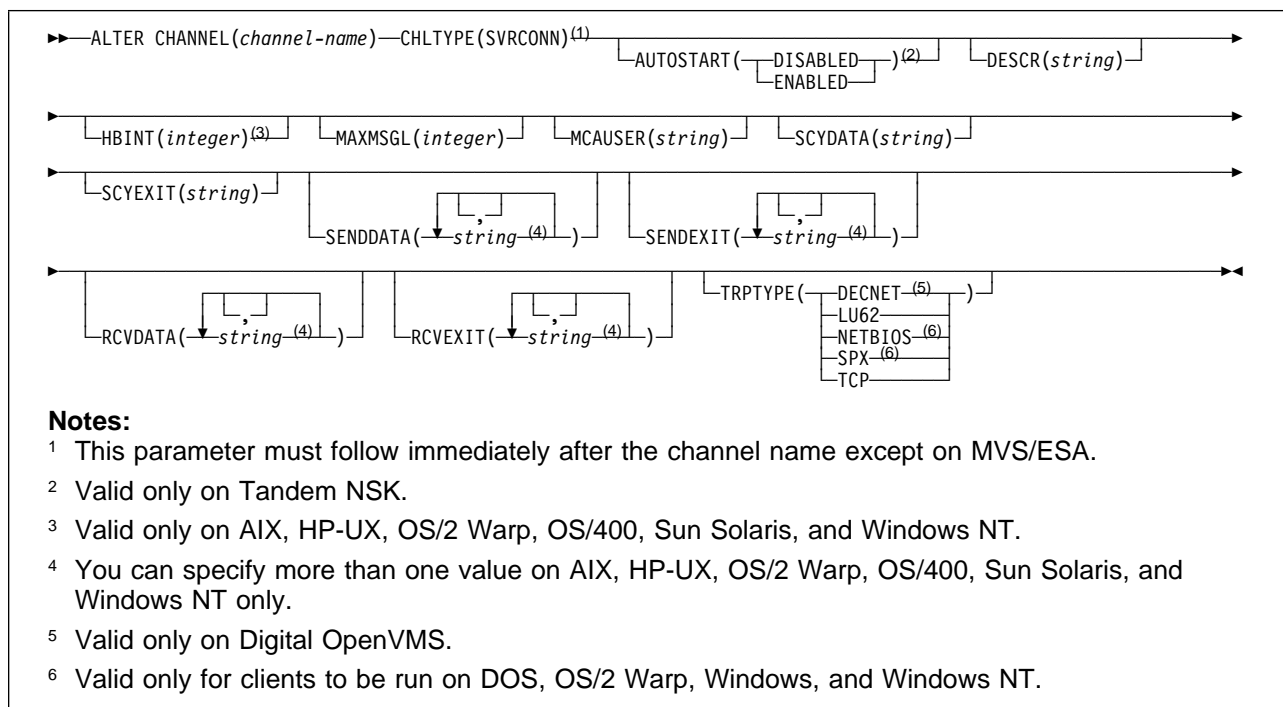 ALTER CHANNEL(channel-name) CHLTYPE(SVRCONN)(1) AUTOSTART( DISABLED )(2) DESCR(string)
ENABLED
HBINT(integer)(3) MAXMSGL(integer) MCAUSER(string) SCYDATA(string)
SCYEXIT(string)
, ,
SENDDATA( string (4) ) SENDEXIT( string (4) )
TRPTYPE( DECNET (5) )
, , LU62
RCVDATA( string (4) ) RCVEXIT( string (4) ) NETBIOS (6)
SPX (6)
TCP
Notes:
1 This parameter must follow immediately after the channel name except on MVS/ESA.
2 Valid only on Tandem NSK.
3 Valid only on AIX, HP-UX, OS/2 Warp, OS/400, Sun Solaris, and Windows NT.
4 You can specify more than one value on AIX, HP-UX, OS/2 Warp, OS/400, Sun Solaris, and
Windows NT only.
5 Valid only on Digital OpenVMS.
6 Valid only for clients to be run on DOS, OS/2 Warp, Windows, and Windows NT.